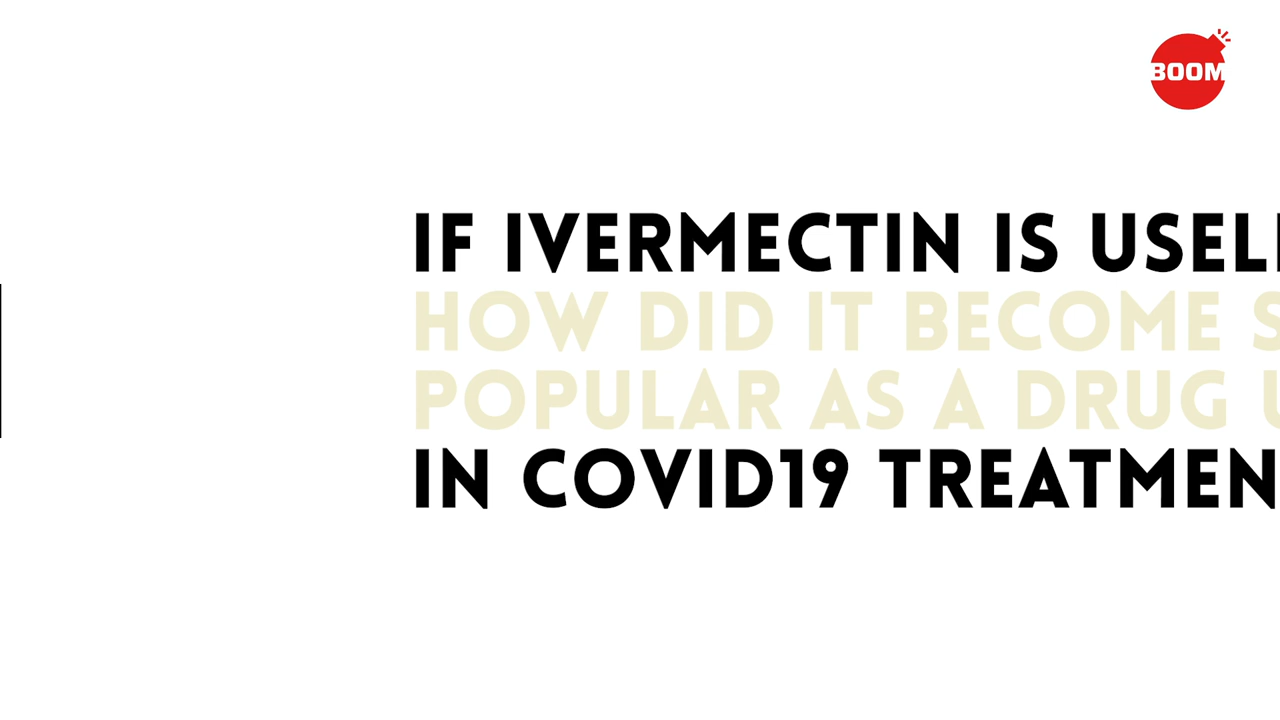 BOOM
IF IVERMECTIN IS USEL
HOW DID IT BECOME S
POPULAR AS A DRUG U
IN COVID19 TREATMEN